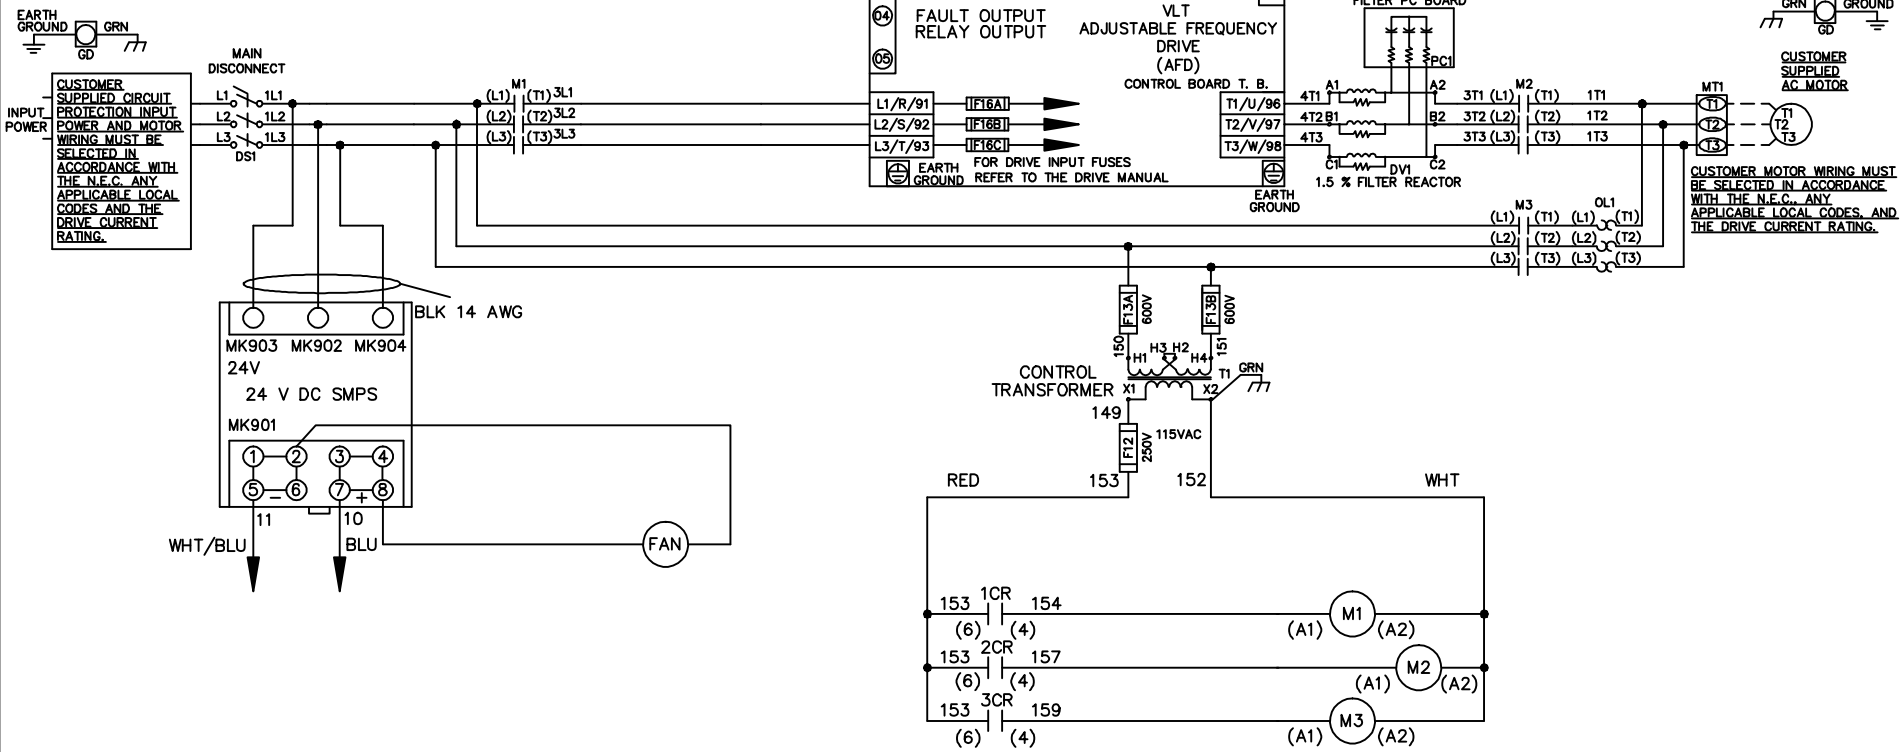 EARTH
GROUND
GRN
GD
INPUT
POWER
CUSTOMER
SUPPLIED CIRCUIT
PROTECTION INPUT
POWER AND MOTOR
WIRING MUST BE
SELECTED IN
ACCORDANCE WITH
THE N.E.C. ANY
APPLICABLE LOCAL
CODES AND THE
DRIVE CURRENT
RATING.
MAIN
DISCONNECT
L1 1L1
L2 1L2
L3 1L3
DS1
M1
(L1) (T1) 3L1
(L2) (T2) 3L2
(L3) (T3) 3L3
04
05
FAULT OUTPUT
RELAY OUTPUT
VLT
ADJUSTABLE FREQUENCY
DRIVE
(AFD)
CONTROL BOARD T. B.
L1/R/91 F16A T1/U/96
L2/S/92 F16B T2/V/97
L3/T/93 F16C T3/W/98
EARTH
GROUND
FOR DRIVE INPUT FUSES
REFER TO THE DRIVE MANUAL
EARTH
GROUND
FILTER PC BOARD
PC1
4T1 A1 A2
4T2 B1 B2
4T3 C1 C2
DV1
1.5 % FILTER REACTOR
M2
3T1 (L1) (T1) 1T1
3T2 (L2) (T2) 1T2
3T3 (L3) (T3) 1T3
GRN
GROUND
GD
CUSTOMER
SUPPLIED
AC MOTOR
MT1
T1 T1
T2 T2
T3 T3
CUSTOMER MOTOR WIRING MUST
BE SELECTED IN ACCORDANCE
WITH THE N.E.C., ANY
APPLICABLE LOCAL CODES, AND
THE DRIVE CURRENT RATING.
M3 OL1
(L1) (T1) (L1) (T1)
(L2) (T2) (L2) (T2)
(L3) (T3) (L3) (T3)
BLK 14 AWG
MK903 MK902 MK904
24V
24 V DC SMPS
MK901
1 2 3 4
5 - 6 7 + 8
11 10
WHT/BLU BLU
FAN
F13A 600V
F13B 600V
150
151
H1 H3 H2 H4
CONTROL
TRANSFORMER
T1
GRN
X1 X2
149
F12 250V
115VAC
153 152
RED WHT
1CR
153 154 M1
(6) (4) (A1) (A2)
2CR
153 157 M2
(6) (4) (A1) (A2)
3CR
153 159 M3
(6) (4) (A1) (A2)